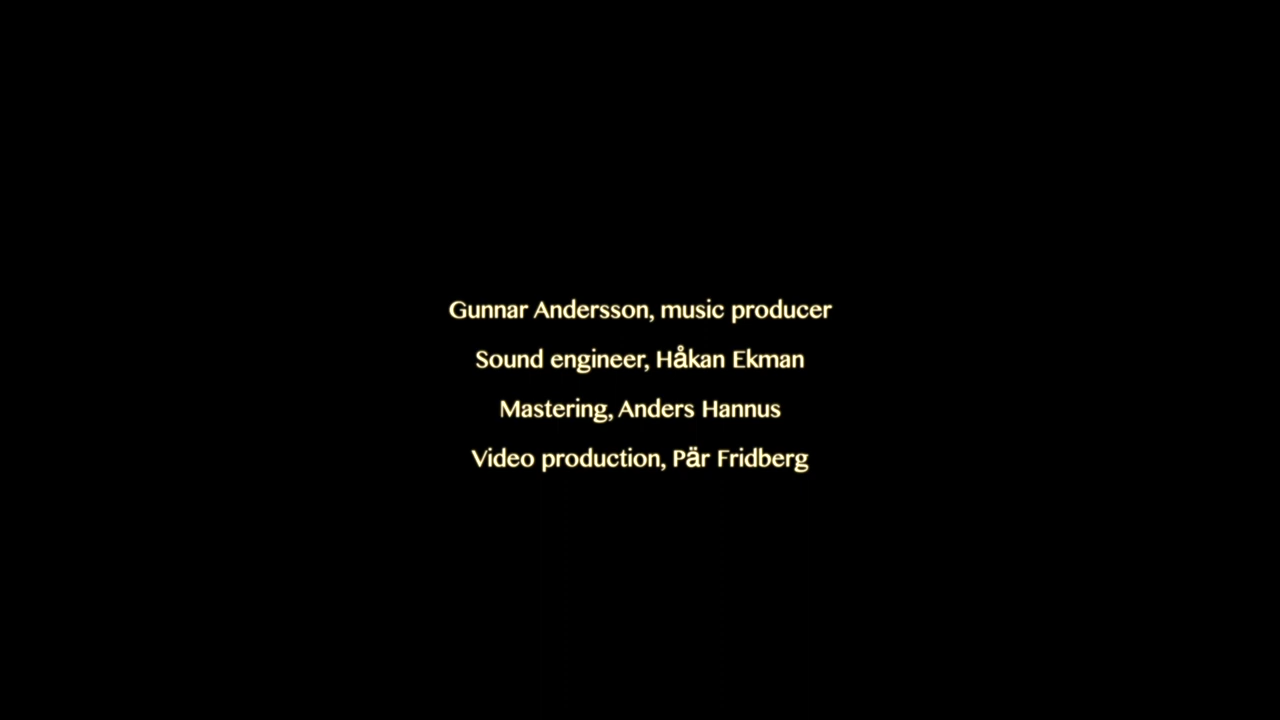 Gunnar Andersson, music producer
Sound engineer, Håkan Ekman
Mastering, Anders Hannus
Video production, Pär Fridberg